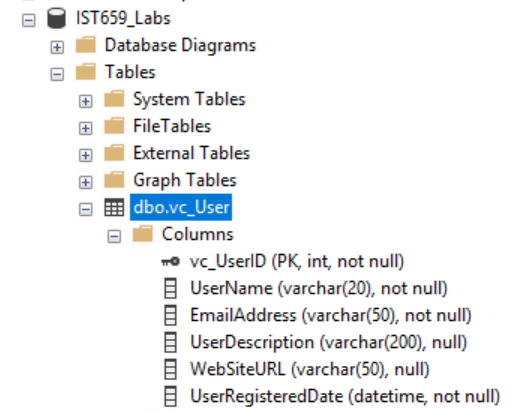 IST659_Labs
Database Diagrams
Tables
System Tables
FileTables
External Tables
Graph Tables
dbo.vc_User
Columns
vc_UserID (PK, int, not null)
UserName (varchar(20), not null)
EmailAddress (varchar(50), not null)
UserDescription (varchar(200), null)
WebSiteURL (varchar(50), null)
UserRegisteredDate (datetime, not null)